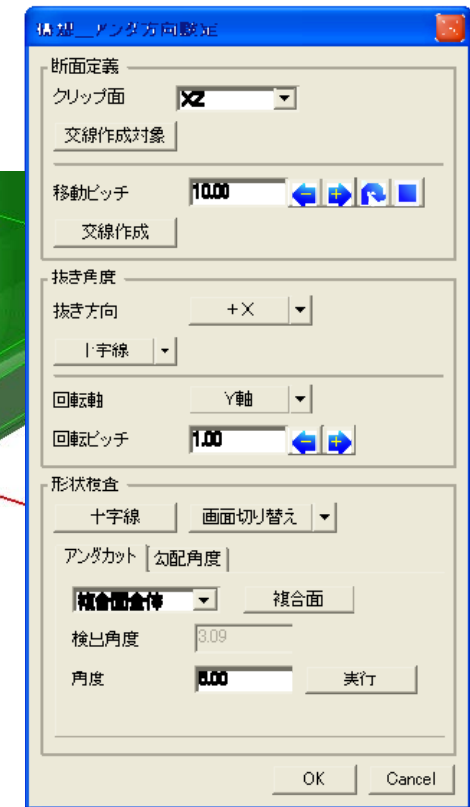 構想__アンダ方向設定
断面定義
クリップ面 XZ
交線作成対象
移動ピッチ 10.00
交線作成
抜き角度
抜き方向 +X
十字線
回転軸 Y軸
回転ピッチ 1.00
形状検査
十字線 画面切り替え
アンダカット 勾配角度
複合面全体 複合面
検出角度 3.09
角度 実行
OK Cancel